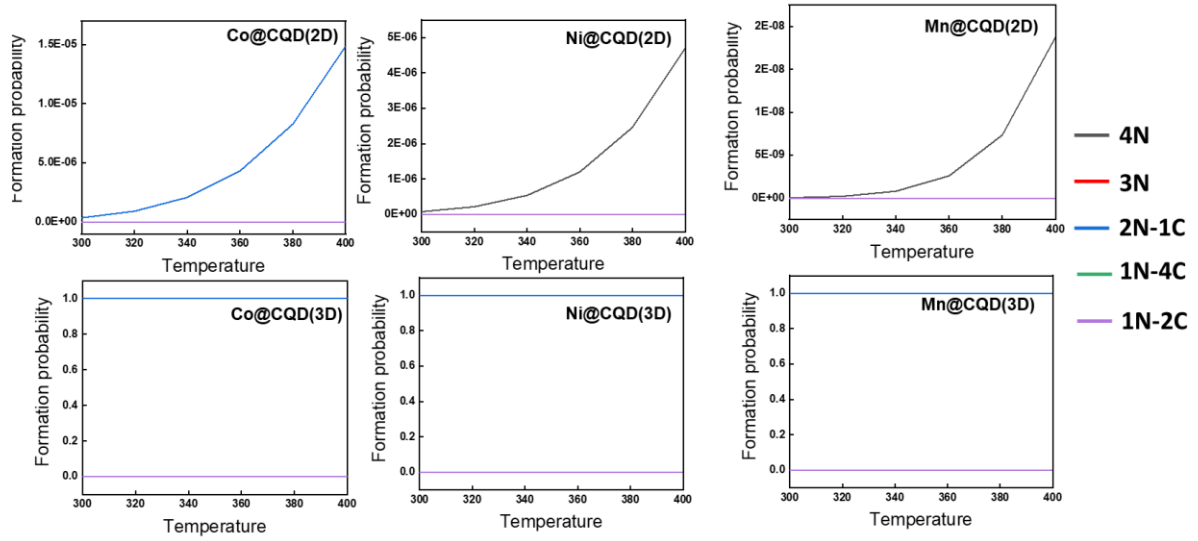 Co@CQD(2D)
Formation probability
1.5E-05
1.0E-05
5.0E-06
0.0E+00
300 320 340 360 380 400
Temperature
Ni@CQD(2D)
Formation probability
5E-06
4E-06
3E-06
2E-06
1E-06
0E+00
300 320 340 360 380 400
Temperature
Mn@CQD(2D)
Formation probability
2E-08
2E-08
1E-08
5E-09
0E+00
300 320 340 360 380 400
Temperature
4N
3N
2N-1C
1N-4C
1N-2C
Co@CQD(3D)
Formation probability
1.0
0.8
0.6
0.4
0.2
0.0
300 320 340 360 380 400
Temperature
Ni@CQD(3D)
Formation probability
1.0
0.8
0.6
0.4
0.2
0.0
300 320 340 360 380 400
Temperature
Mn@CQD(3D)
Formation probability
1.0
0.8
0.6
0.4
0.2
0.0
300 320 340 360 380 400
Temperature